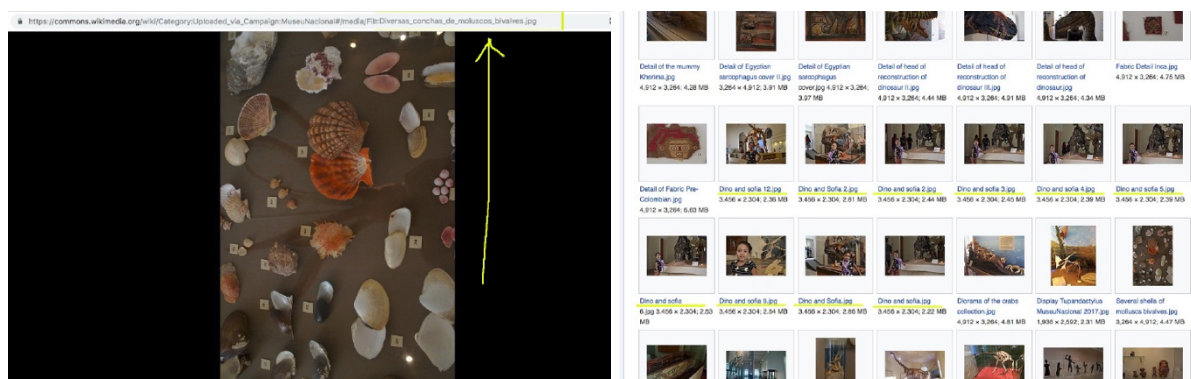 https://commons.wikimedia.org/wiki/Category:Uploaded_via_Campaign:MuseuNacional#/media/File:Diversas_conchas_de_moluscos_bivalves.jpg
Detail of the mummy
Kherima.jpg
4,912 × 3,264; 4.28 MB
Detail of Egyptian
sarcophagus cover II.jpg
3,264 × 4,912; 3.91 MB
Detail of Egyptian
sarcophagus
cover.jpg 4,912 × 3,264;
3.97 MB
Detail of head of
reconstruction of
dinosaur II.jpg
4,912 × 3,264; 4.44 MB
Detail of head of
reconstruction of
dinosaur III.jpg
4,912 × 3,264; 4.91 MB
Detail of head of
reconstruction of
dinosaur.jpg
4,912 × 3,264; 4.34 MB
Fabric Detail Inca.jpg
4,912 × 3,264; 4.75 MB
Detail of Fabric Pre-
Colombian.jpg
4,912 × 3,264; 6.63 MB
Dino and sofia 12.jpg
3.456 × 2.304; 2.36 MB
Dino and Sofia 2.jpg
3.456 × 2.304; 2.81 MB
Dino and sofia 2.jpg
3.456 × 2.304; 2.44 MB
Dino and sofia 3.jpg
3.456 × 2.304; 2.45 MB
Dino and sofia 4.jpg
3.456 × 2.304; 2.39 MB
Dino and sofia 5.jpg
3.456 × 2.304; 2.39 MB
Dino and sofia
6.jpg 3.456 × 2.304; 2.53
MB
Dino and sofia 9.jpg
3.456 × 2.304; 2.54 MB
Dino and Sofia.jpg
3.456 × 2.304; 2.86 MB
Dino and sofia.jpg
3.456 × 2.304; 2.22 MB
Diorama of the crabs
collection.jpg
4,912 × 3,264; 4.81 MB
Display Tupandactylus
MuseuNacional 2017.jpg
1,936 × 2,592; 2.31 MB
Several shells of
molluscs bivalves.jpg
3,264 × 4,912; 4.47 MB